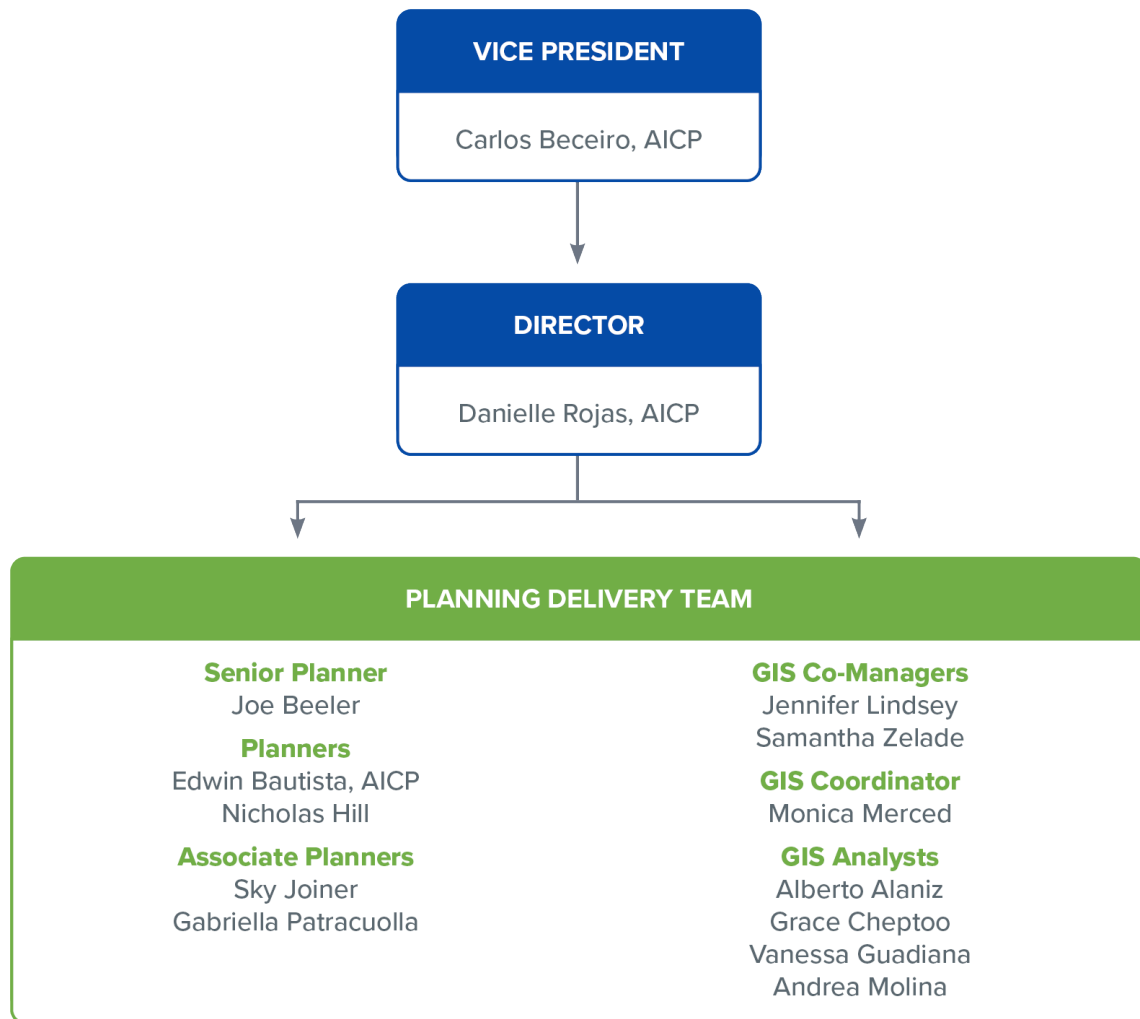 VICE PRESIDENT
Carlos Beceiro, AICP
DIRECTOR
Danielle Rojas, AICP
PLANNING DELIVERY TEAM
Senior Planner
Joe Beeler
Planners
Edwin Bautista, AICP
Nicholas Hill
Associate Planners
Sky Joiner
Gabriella Patracuolla
GIS Co-Managers
Jennifer Lindsey
Samantha Zelade
GIS Coordinator
Monica Merced
GIS Analysts
Alberto Alaniz
Grace Cheptoo
Vanessa Guadiana
Andrea Molina